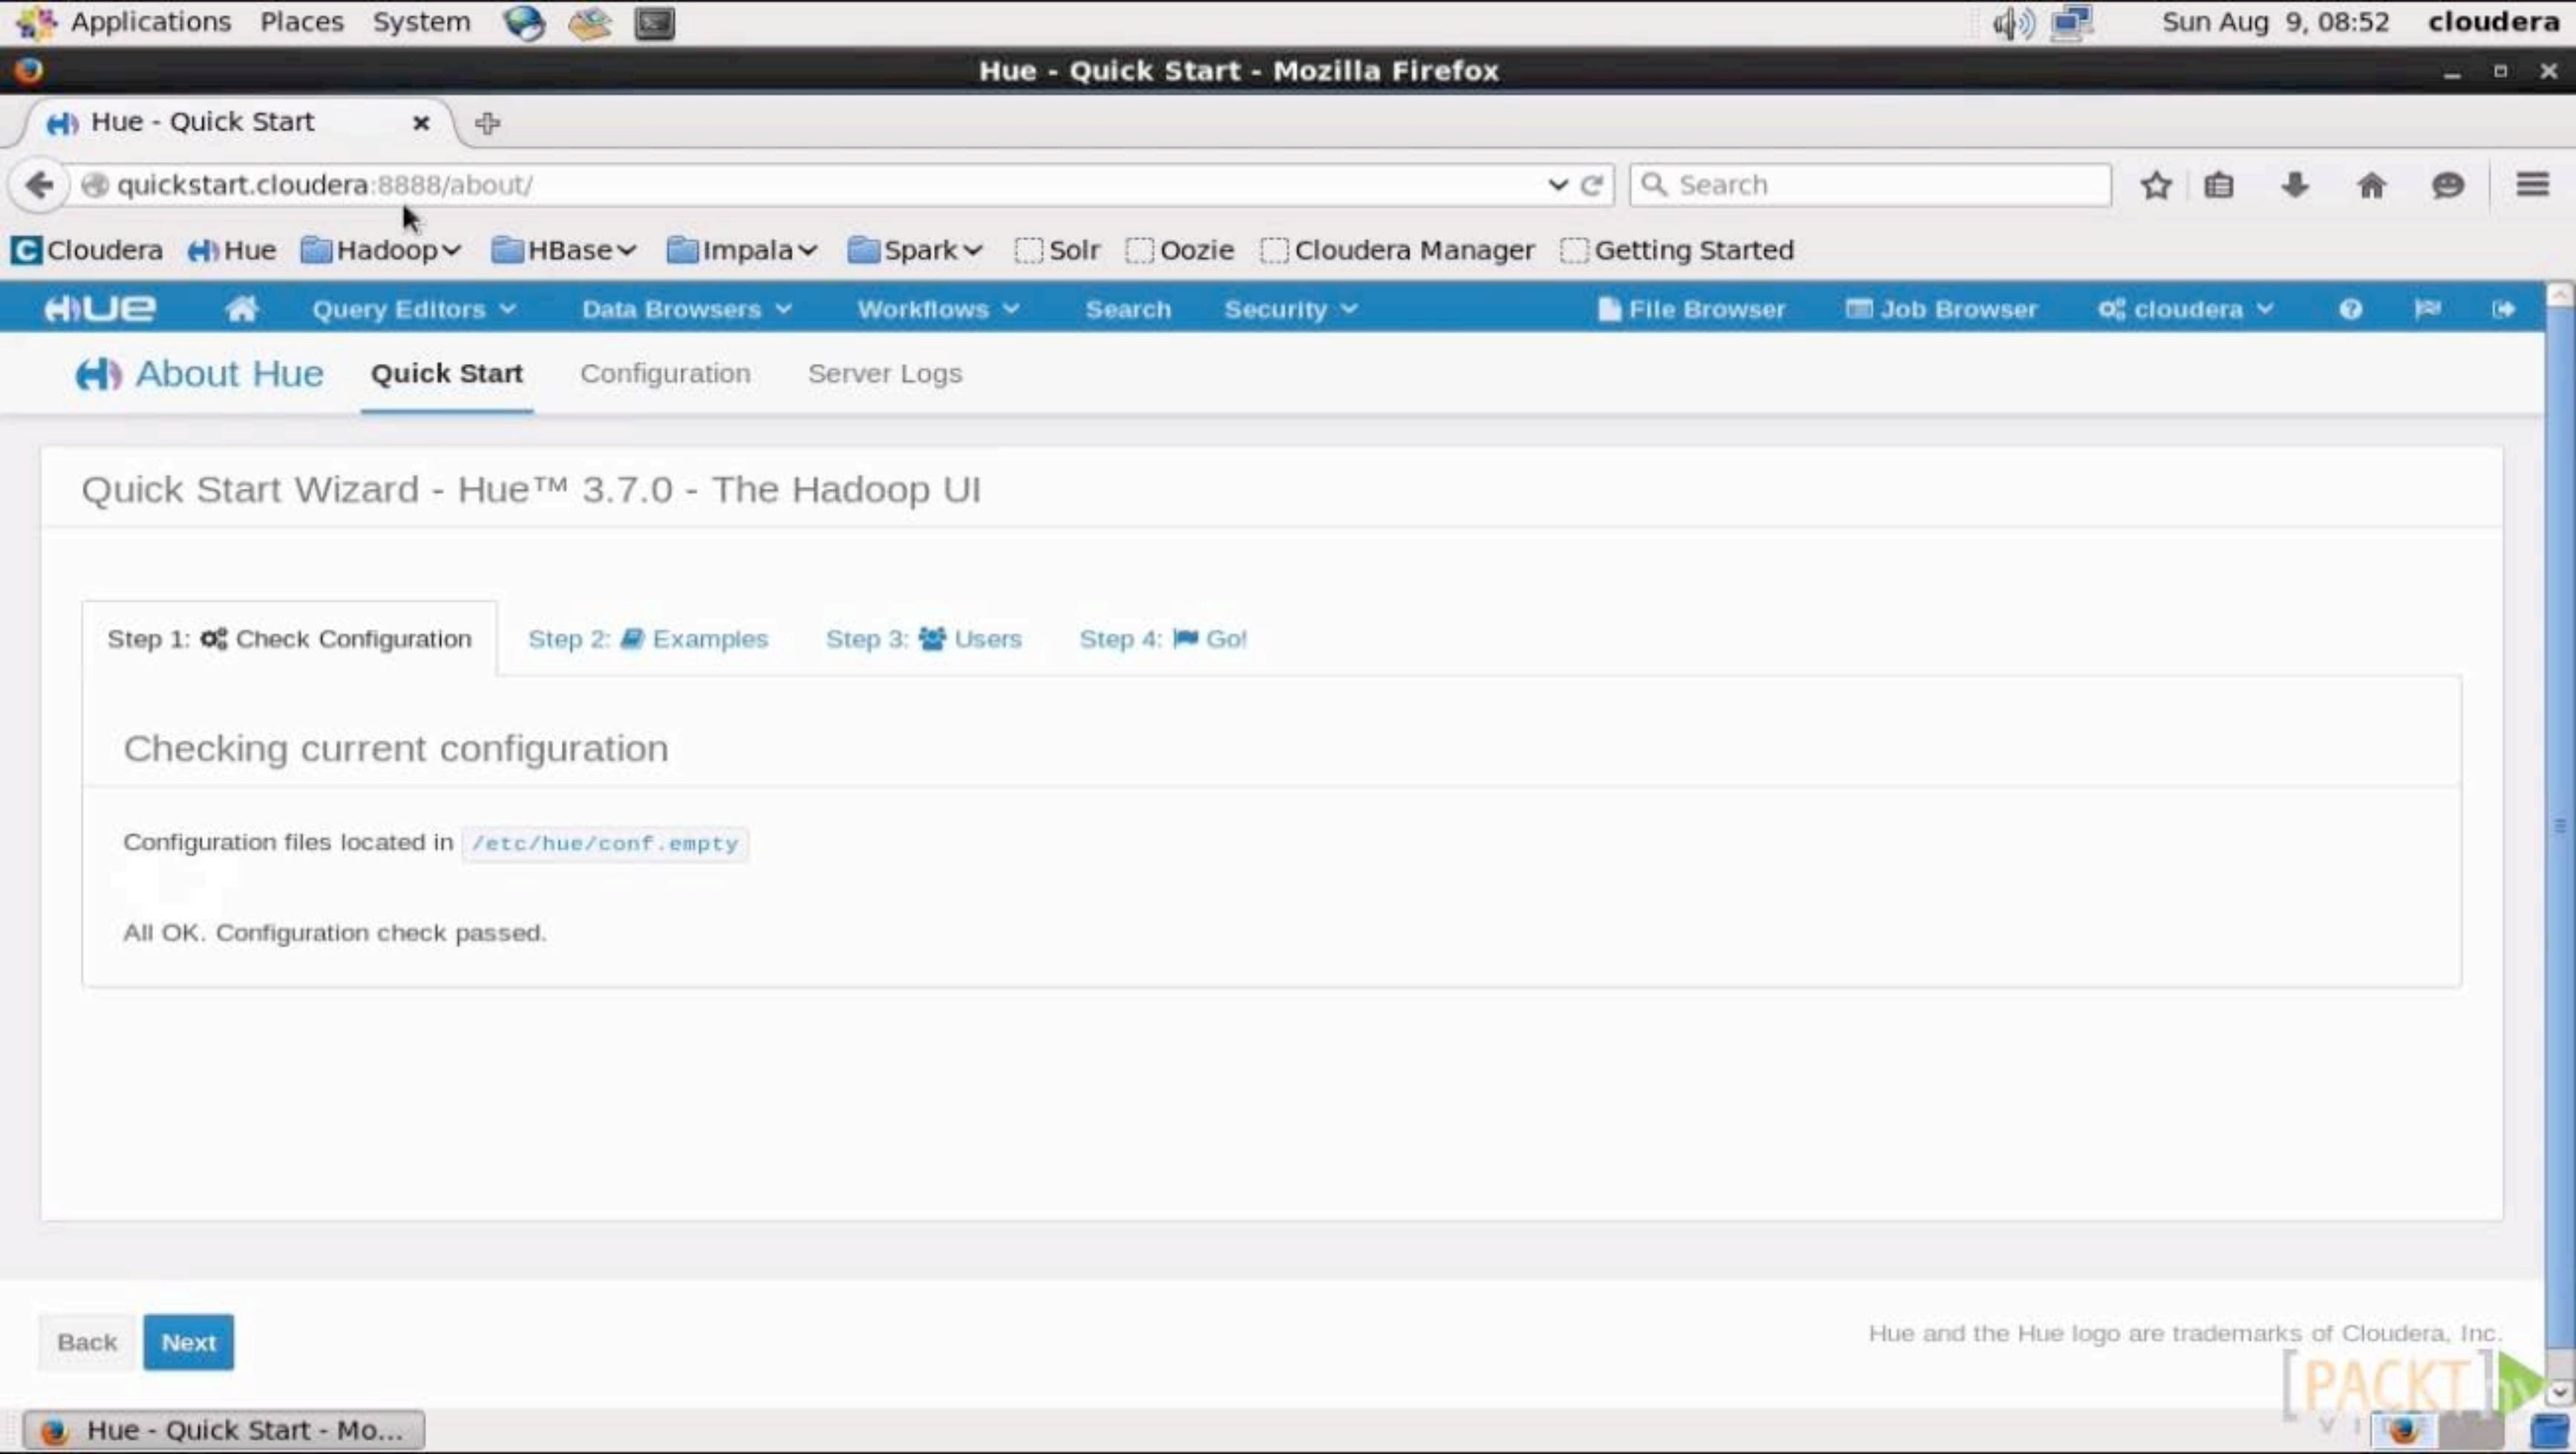 Applications Places System Sun Aug 9, 08:52 cloudera
Hue - Quick Start - Mozilla Firefox
Hue - Quick Start
quickstart.cloudera:8888/about/ Search
Cloudera Hue Hadoop HBase Impala Spark Solr Oozie Cloudera Manager Getting Started
HUE Query Editors Data Browsers Workflows Search Security File Browser Job Browser cloudera
About Hue Quick Start Configuration Server Logs
Quick Start Wizard - Hue™ 3.7.0 - The Hadoop UI
Step 1: Check Configuration Step 2: Examples Step 3: Users Step 4: Go!
Checking current configuration
Configuration files located in /etc/hue/conf.empty
All OK. Configuration check passed.
Back Next
Hue and the Hue logo are trademarks of Cloudera, Inc.
[PACKT]
Hue - Quick Start - Mo...